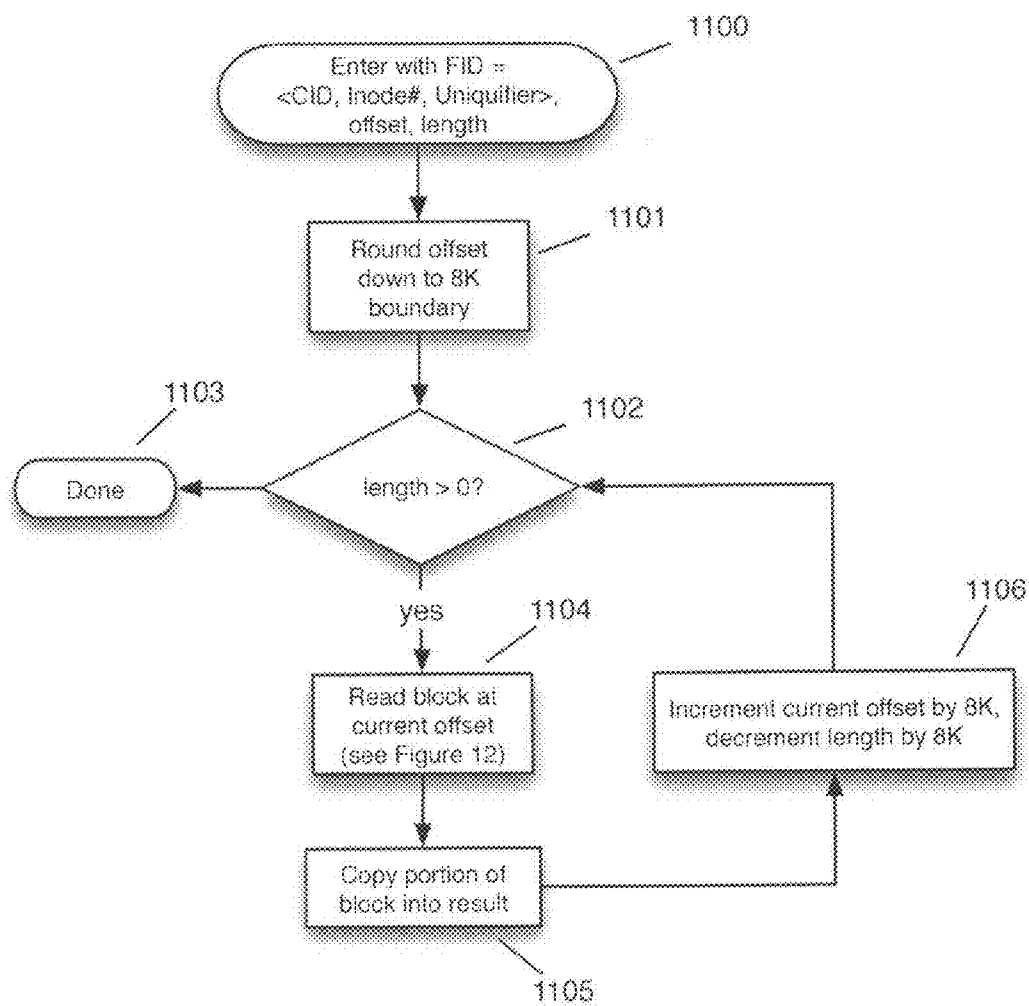 1100
Enter with FID =
<CID, Inode#, Uniquifier>,
offset, length
1101
Round offset
down to 8K
boundary
1103
1102
Done
length > 0?
yes
1104
1106
Read block at
current offset
(see Figure 12)
Increment current offset by 8K,
decrement length by 8K
Copy portion of
block into result
1105